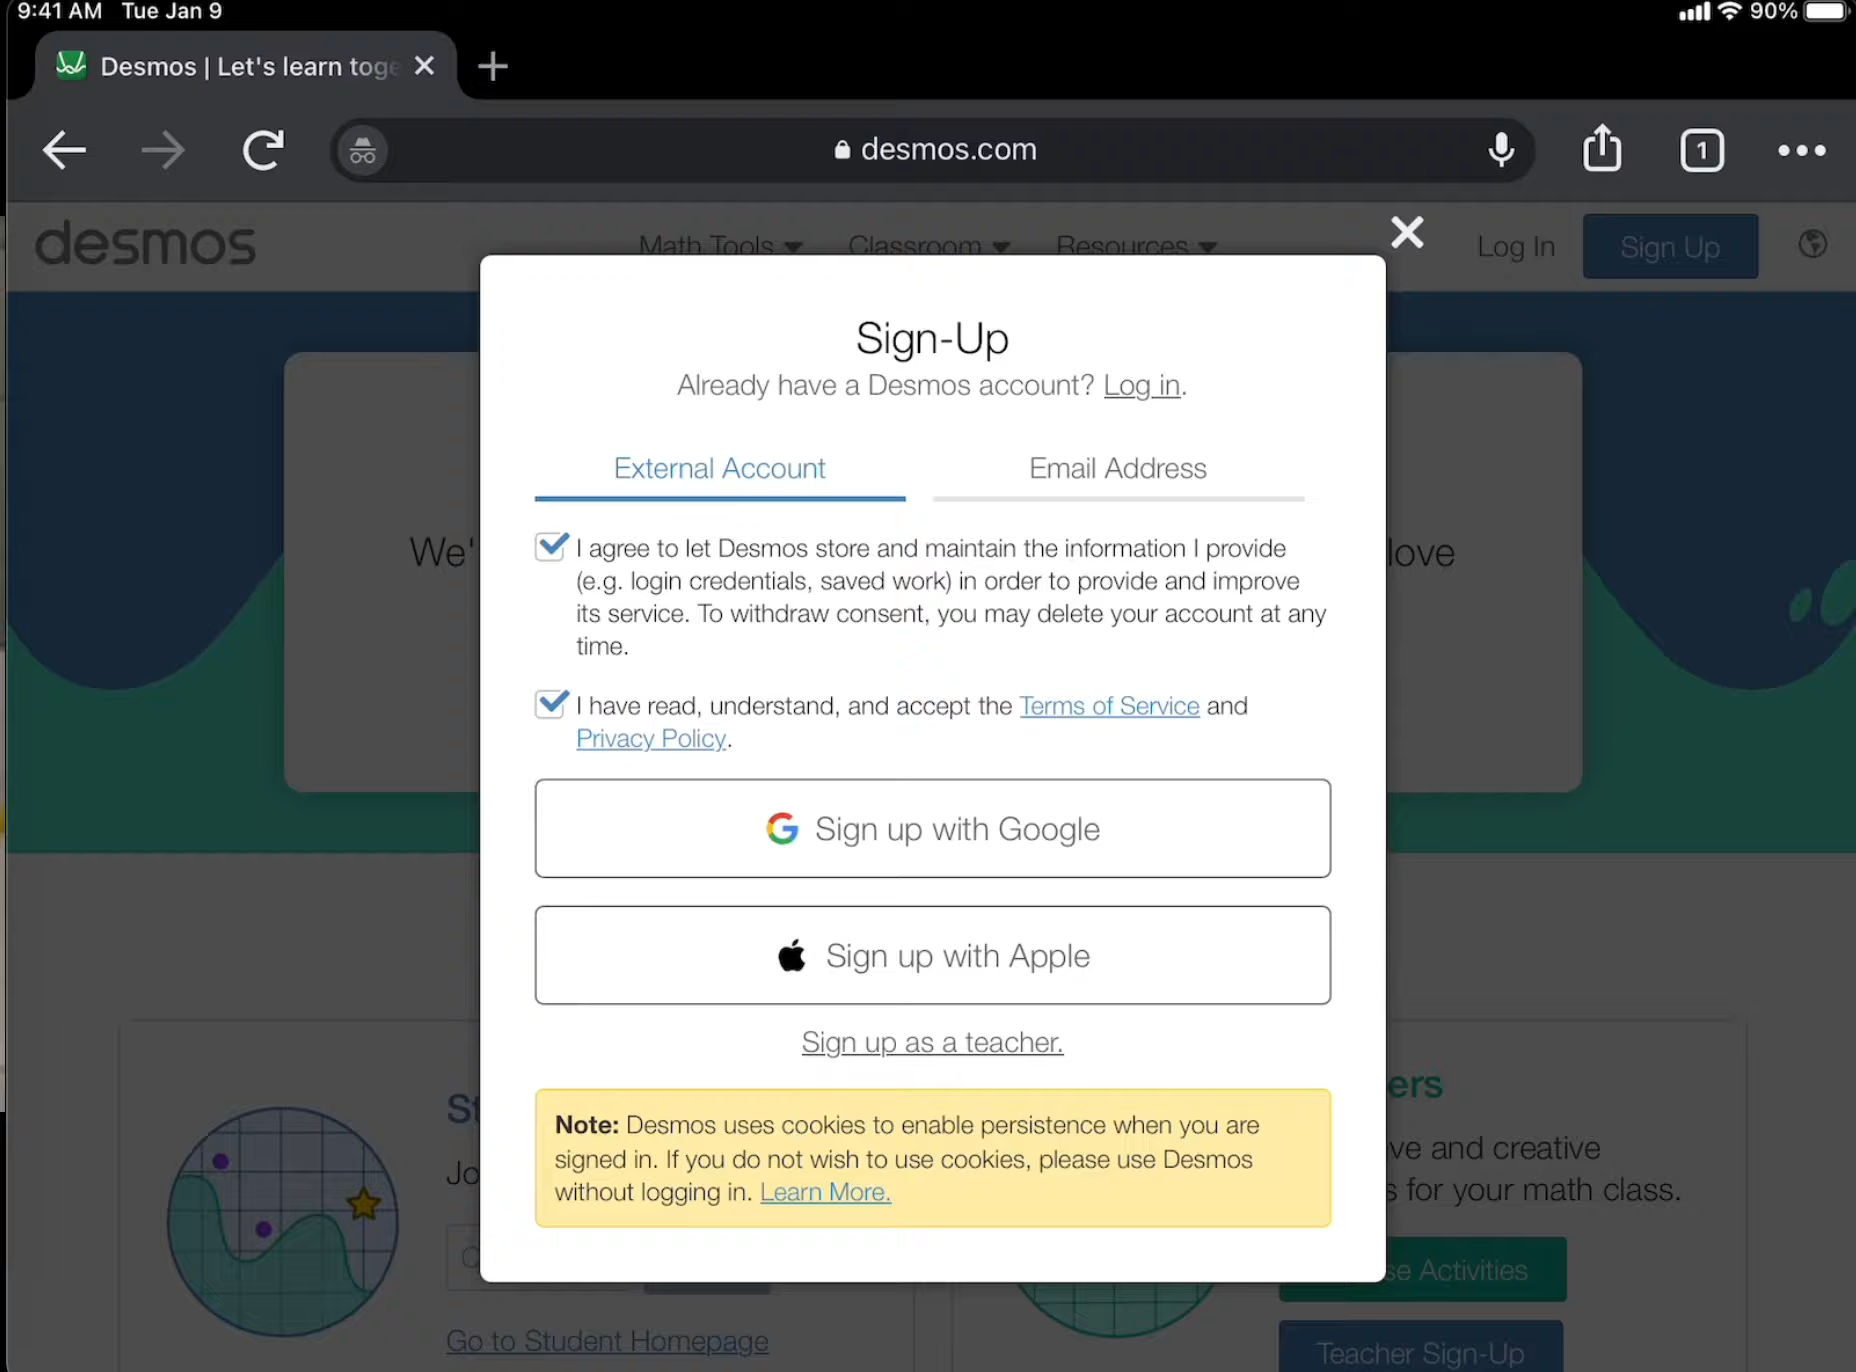 9:41 AM Tue Jan 9
90%
Desmos | Let's learn toge
desmos.com
1
desmos
Math Tools
Classroom
Resources
Log In
Sign Up
Sign-Up
Already have a Desmos account? Log in.
External Account
Email Address
We'
love
I agree to let Desmos store and maintain the information I provide
(e.g. login credentials, saved work) in order to provide and improve
its service. To withdraw consent, you may delete your account at any
time.
I have read, understand, and accept the Terms of Service and
Privacy Policy.
Sign up with Google
Sign up with Apple
Sign up as a teacher.
Note: Desmos uses cookies to enable persistence when you are
signed in. If you do not wish to use cookies, please use Desmos
without logging in. Learn More.
St
Jo
C
Go to Student Homepage
ers
ve and creative
s for your math class.
se Activities
Teacher Sign-Up